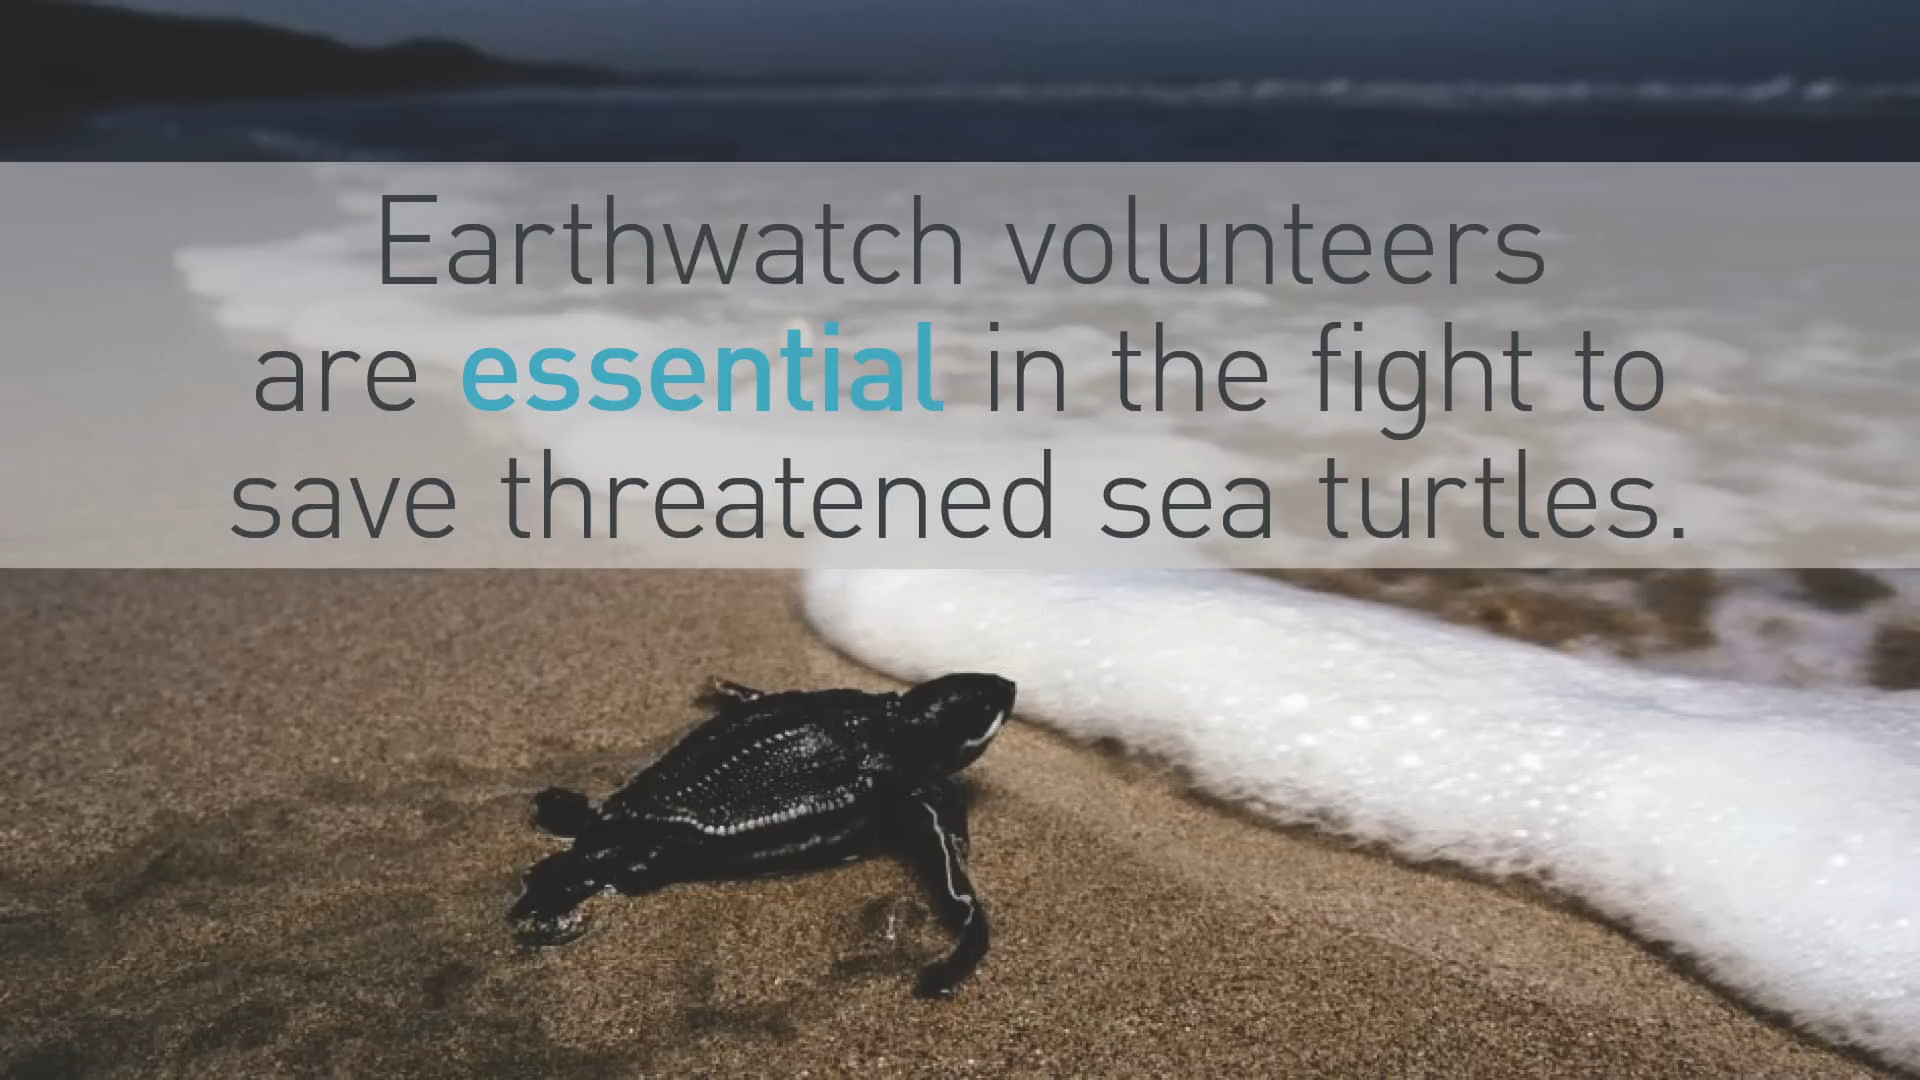 Earthwatch volunteers
are essential in the fight to
save threatened sea turtles.